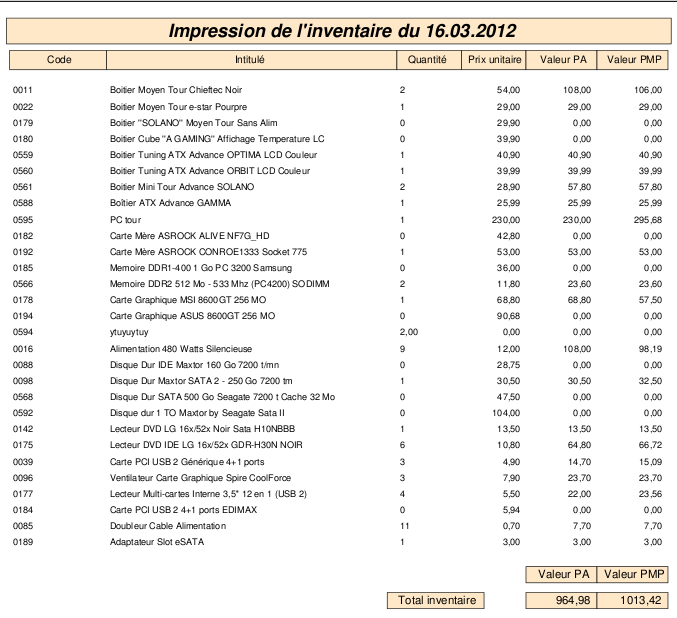 Impression de l'inventaire du 16.03.2012
Code Intitulé Quantité Prix unitaire Valeur PA Valeur PMP
0011 Boitier Moyen Tour Chieftec Noir 2 54,00 108,00 106,00
0022 Boitier Moyen Tour e-star Pourpre 1 29,00 29,00 29,00
0179 Boitier "SOLANO" Moyen Tour Sans Alim 0 29,90 0,00 0,00
0180 Boitier Cube "A GAMING" Affichage Temperature LC 0 39,90 0,00 0,00
0559 Boitier Tuning ATX Advance OPTIMA LCD Couleur 1 40,90 40,90 40,90
0560 Boitier Tuning ATX Advance ORBIT LCD Couleur 1 39,99 39,99 39,99
0561 Boitier Mini Tour Advance SOLANO 2 28,90 57,80 57,80
0588 Boîtier ATX Advance GAMMA 1 25,99 25,99 25,99
0595 PC tour 1 230,00 230,00 295,68
0182 Carte Mère ASROCK ALIVE NF7G_HD 0 42,80 0,00 0,00
0192 Carte Mère ASROCK CONROE1333 Socket 775 1 53,00 53,00 53,00
0185 Memoire DDR1-400 1 Go PC 3200 Samsung 0 36,00 0,00 0,00
0566 Memoire DDR2 512 Mo - 533 Mhz (PC4200) SODIMM 2 11,80 23,60 23,60
0178 Carte Graphique MSI 8600GT 256 MO 1 68,80 68,80 57,50
0194 Carte Graphique ASUS 8600GT 256 MO 0 90,68 0,00 0,00
0594 ytuyuytuy 2,00 0,00 0,00 0,00
0016 Alimentation 480 Watts Silencieuse 9 12,00 108,00 98,19
0088 Disque Dur IDE Maxtor 160 Go 7200 t/mn 0 28,75 0,00 0,00
0098 Disque Dur Maxtor SATA 2 - 250 Go 7200 tm 1 30,50 30,50 32,50
0568 Disque Dur SATA 500 Go Seagate 7200 t Cache 32 Mo 0 47,50 0,00 0,00
0592 Disque dur 1 TO Maxtor by Seagate Sata II 0 104,00 0,00 0,00
0142 Lecteur DVD LG 16x/52x Noir Sata H10NBBB 1 13,50 13,50 13,50
0175 Lecteur DVD IDE LG 16x/52x GDR-H30N NOIR 6 10,80 64,80 66,72
0039 Carte PCI USB 2 Générique 4+1 ports 3 4,90 14,70 15,09
0096 Ventilateur Carte Graphique Spire CoolForce 3 7,90 23,70 23,70
0177 Lecteur Multi-cartes Interne 3,5" 12 en 1 (USB 2) 4 5,50 22,00 23,56
0184 Carte PCI USB 2 4+1 ports EDIMAX 0 5,94 0,00 0,00
0085 Doubleur Cable Alimentation 11 0,70 7,70 7,70
0189 Adaptateur Slot eSATA 1 3,00 3,00 3,00
Valeur PA Valeur PMP
Total inventaire 964,98 1013,42